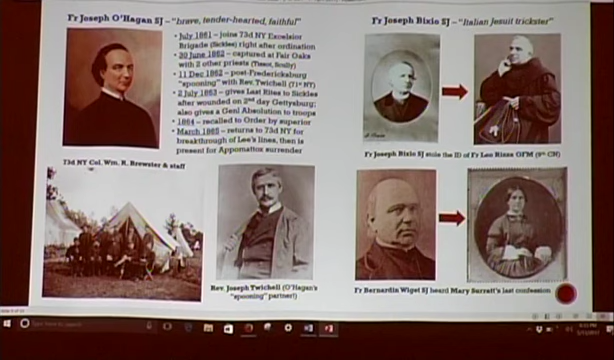 Fr Joseph O'Hagan SJ – "brave, tender-hearted, faithful"
• July 1861 – joins 73d NY Excelsior
Brigade (Sickles) right after ordination
• 30 June 1862 – captured at Fair Oaks
with 2 other priests (Tissot, Scully)
• 11 Dec 1862 – post-Fredericksburg
"spooning" with Rev. Twichell (71st NY)
• 2 July 1863 – gives Last Rites to Sickles
after wounded on 2nd day Gettysburg;
also gives Genl Absolution to troops
• 1864 – recalled to Order by superior
• March 1865 – returns to 73d NY for
breakthrough of Lee's lines, then is
present for Appomattox surrender
73d NY Col. Wm. R. Brewster & staff
Rev. Joseph Twichell (O'Hagan's
"spooning" partner!)
Fr Joseph Bixio SJ – "Italian Jesuit trickster"
Fr Joseph Bixio SJ stole the ID of Fr Leo Rizzo OFM (9th CN)
Fr Bernardin Wiget SJ heard Mary Surratt's last confession